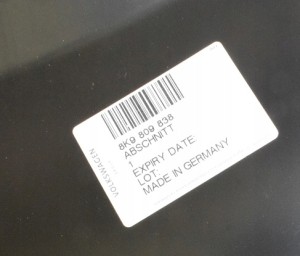 8K9 809 838
ABSCHNITT
1
EXPIRY DATE:
LOT:
MADE IN GERMANY
VOLKSWAGEN